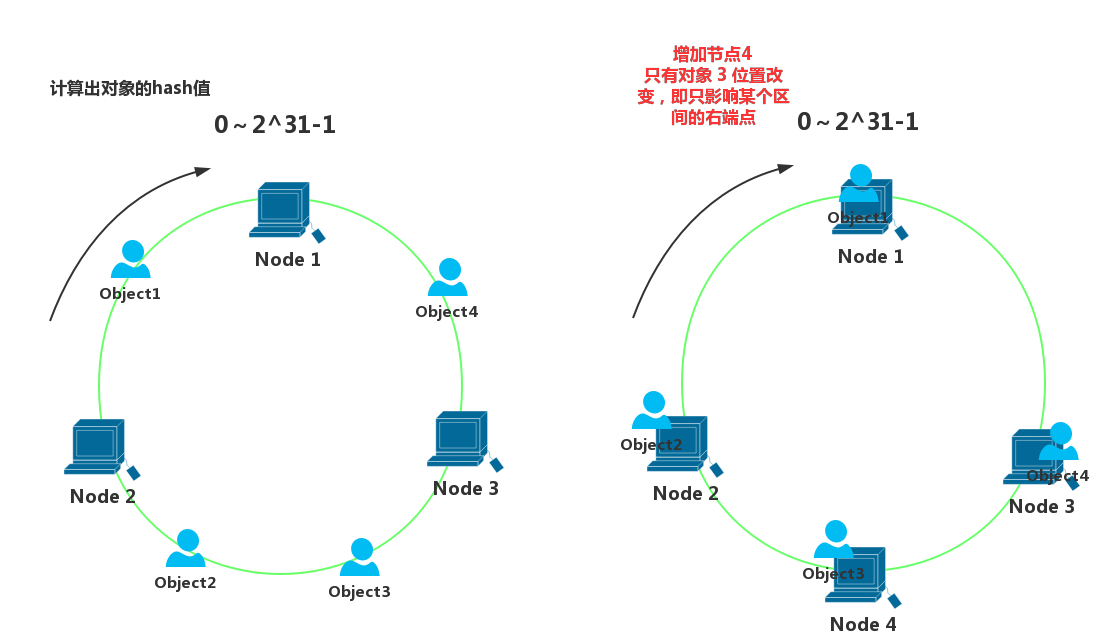 计算出对象的hash值
0～2^31-1
Node 1
Object1
Object4
Node 2
Node 3
Object2
Object3
增加节点4
只有对象 3 位置改
变，即只影响某个区
间的右端点
0～2^31-1
Object1
Node 1
Object2
Node 2
Object4
Node 3
Object3
Node 4